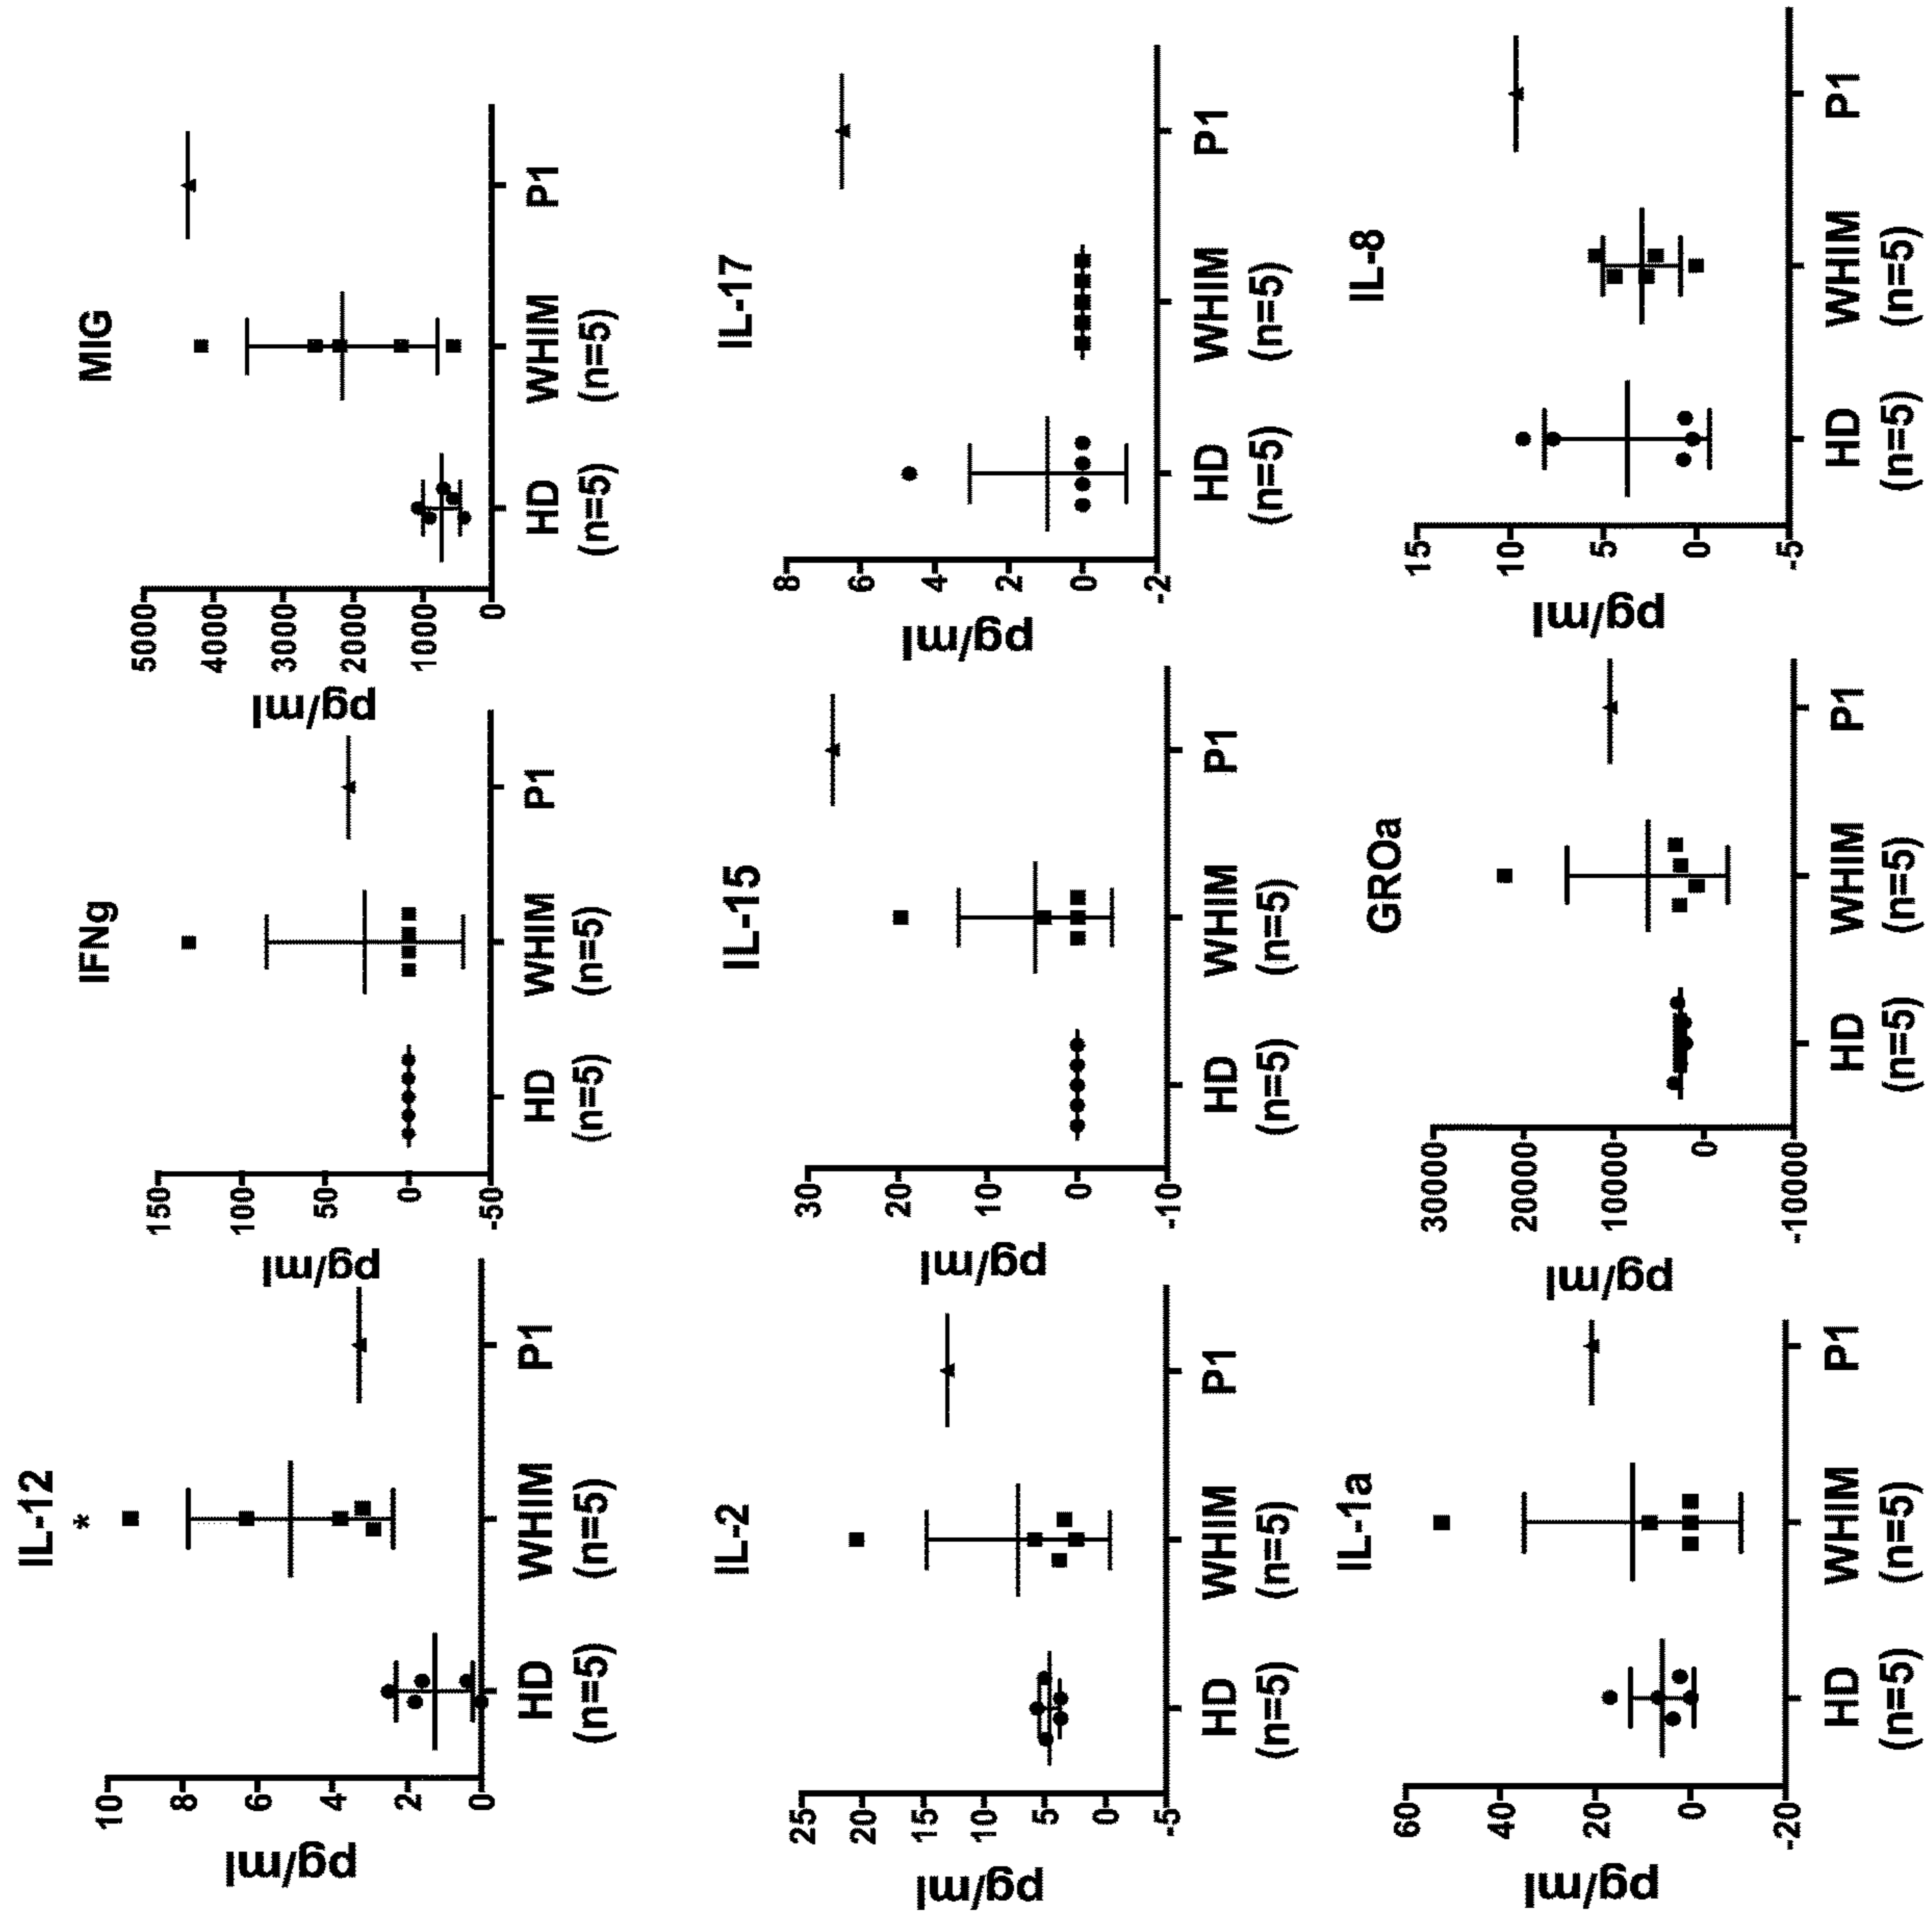 IL-12
*
pg/ml
10
8
6
4
2
0
HD
(n=5)
WHIM
(n=5)
P1
IFNg
pg/ml
150
100
50
0
-50
HD
(n=5)
WHIM
(n=5)
P1
MIG
pg/ml
5000
4000
3000
2000
1000
0
HD
(n=5)
WHIM
(n=5)
P1
IL-2
pg/ml
25
20
15
10
5
0
-5
HD
(n=5)
WHIM
(n=5)
P1
IL-15
pg/ml
30
20
10
0
-10
HD
(n=5)
WHIM
(n=5)
P1
IL-17
pg/ml
8
6
4
2
0
-2
HD
(n=5)
WHIM
(n=5)
P1
IL-1a
pg/ml
60
40
20
0
-20
HD
(n=5)
WHIM
(n=5)
P1
GROa
pg/ml
30000
20000
10000
0
-10000
HD
(n=5)
WHIM
(n=5)
P1
IL-8
pg/ml
15
10
5
0
-5
HD
(n=5)
WHIM
(n=5)
P1